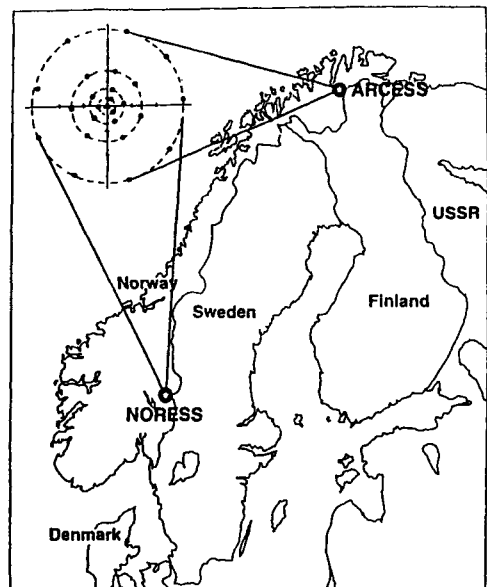 ARCESS
USSR
Norway
Sweden
Finland
NORESS
Denmark